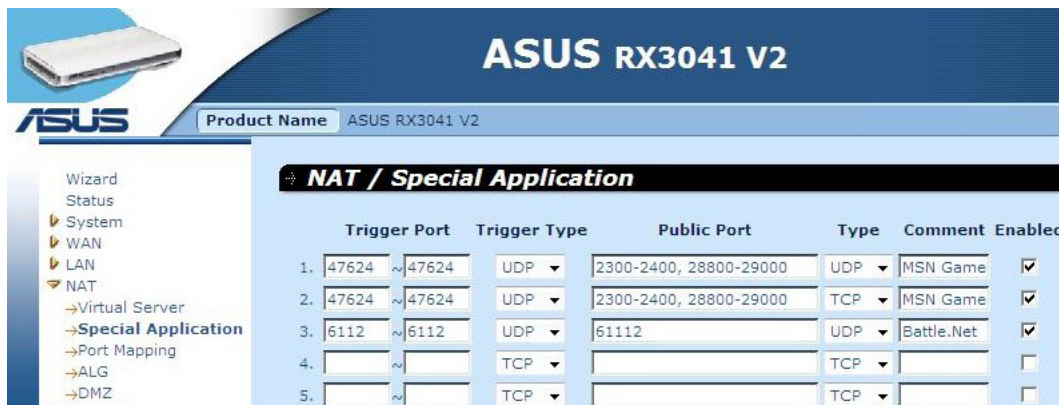 ASUS RX3041 V2
ASUS
Product Name ASUS RX3041 V2
Wizard
Status
System
WAN
LAN
NAT
→Virtual Server
→Special Application
→Port Mapping
→ALG
→DMZ
NAT / Special Application
Trigger Port Trigger Type Public Port Type Comment Enabled
1. 47624 ~ 47624 UDP 2300-2400, 28800-29000 UDP MSN Game
2. 47624 ~ 47624 UDP 2300-2400, 28800-29000 TCP MSN Game
3. 6112 ~ 6112 UDP 61112 UDP Battle.Net
4. ~ TCP TCP
5. ~ TCP TCP